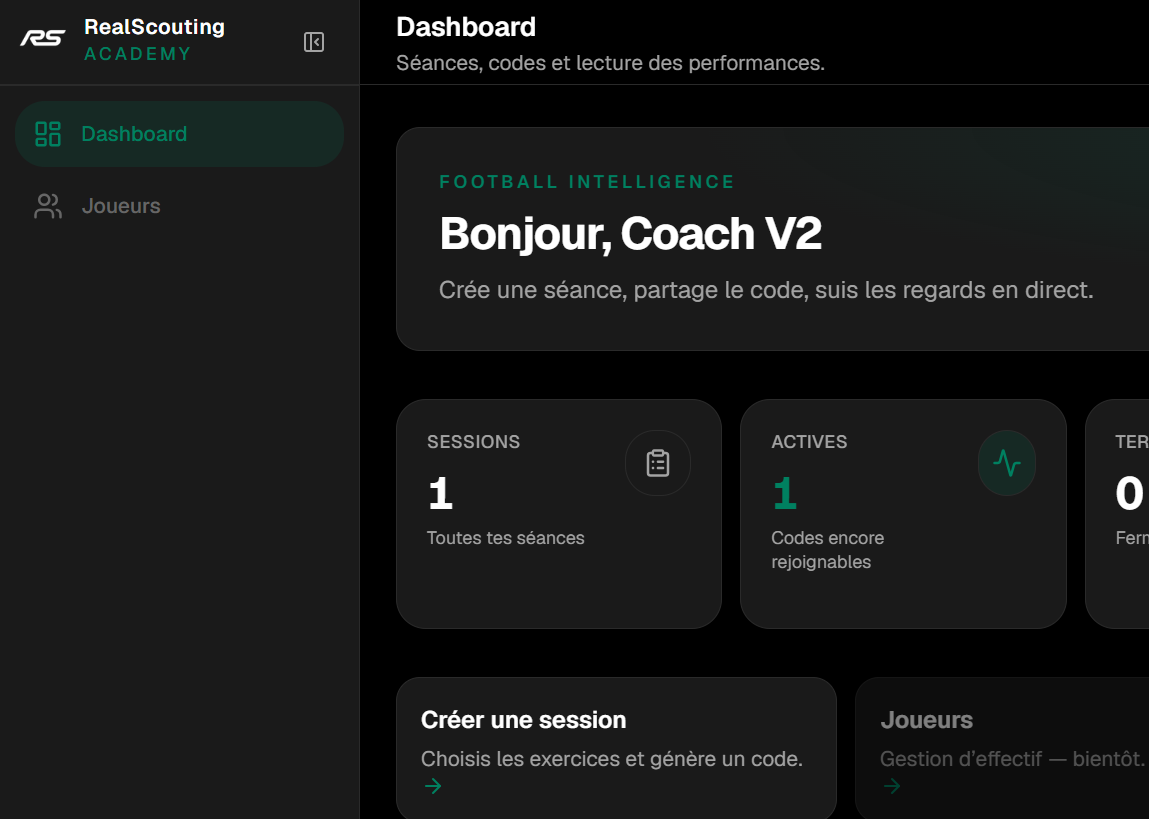 RS
RealScouting
ACADEMY
Dashboard
Joueurs
Dashboard
Séances, codes et lecture des performances.
FOOTBALL INTELLIGENCE
Bonjour, Coach V2
Crée une séance, partage le code, suis les regards en direct.
SESSIONS
1
Toutes tes séances
ACTIVES
1
Codes encore
rejoignables
TER
0
Ferm
Créer une session
Choisis les exercices et génère un code.
→
Joueurs
Gestion d’effectif — bientôt.
→